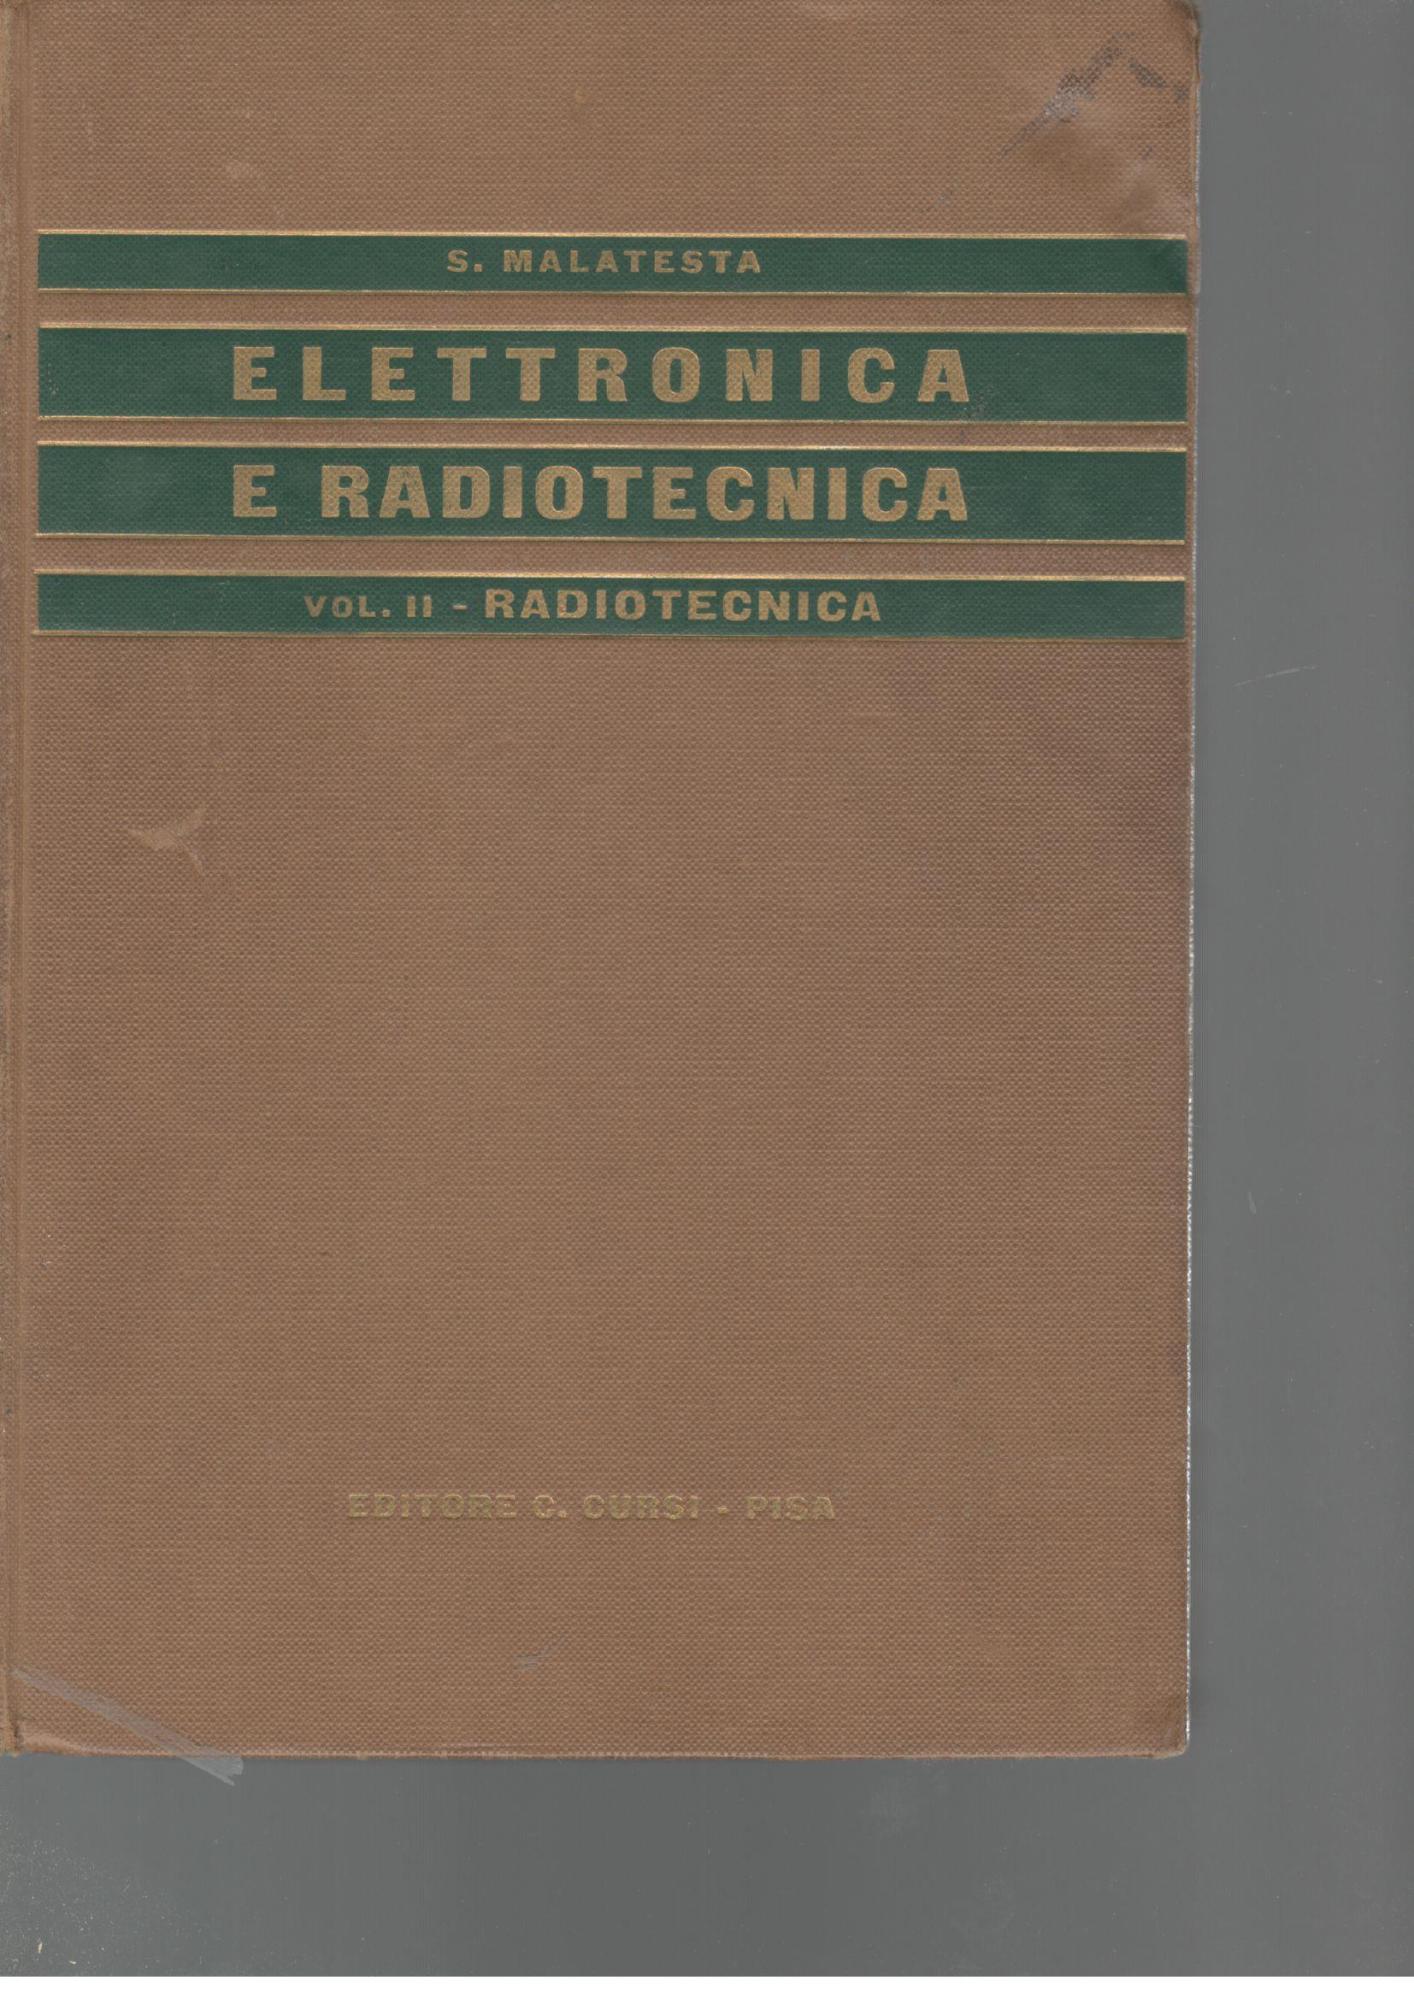 S. MALATESTA
ELETTRONICA
E RADIOTECNICA
VOL. II - RADIOTECNICA
EDITORE C. CURSI - PISA